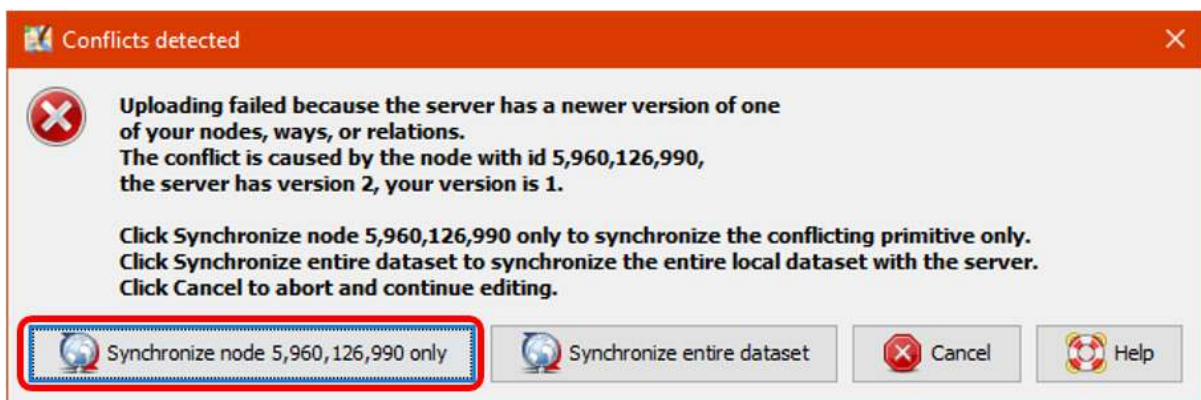 Conflicts detected
Uploading failed because the server has a newer version of one
of your nodes, ways, or relations.
The conflict is caused by the node with id 5,960,126,990,
the server has version 2, your version is 1.
Click Synchronize node 5,960,126,990 only to synchronize the conflicting primitive only.
Click Synchronize entire dataset to synchronize the entire local dataset with the server.
Click Cancel to abort and continue editing.
Synchronize node 5,960,126,990 only
Synchronize entire dataset
Cancel
Help